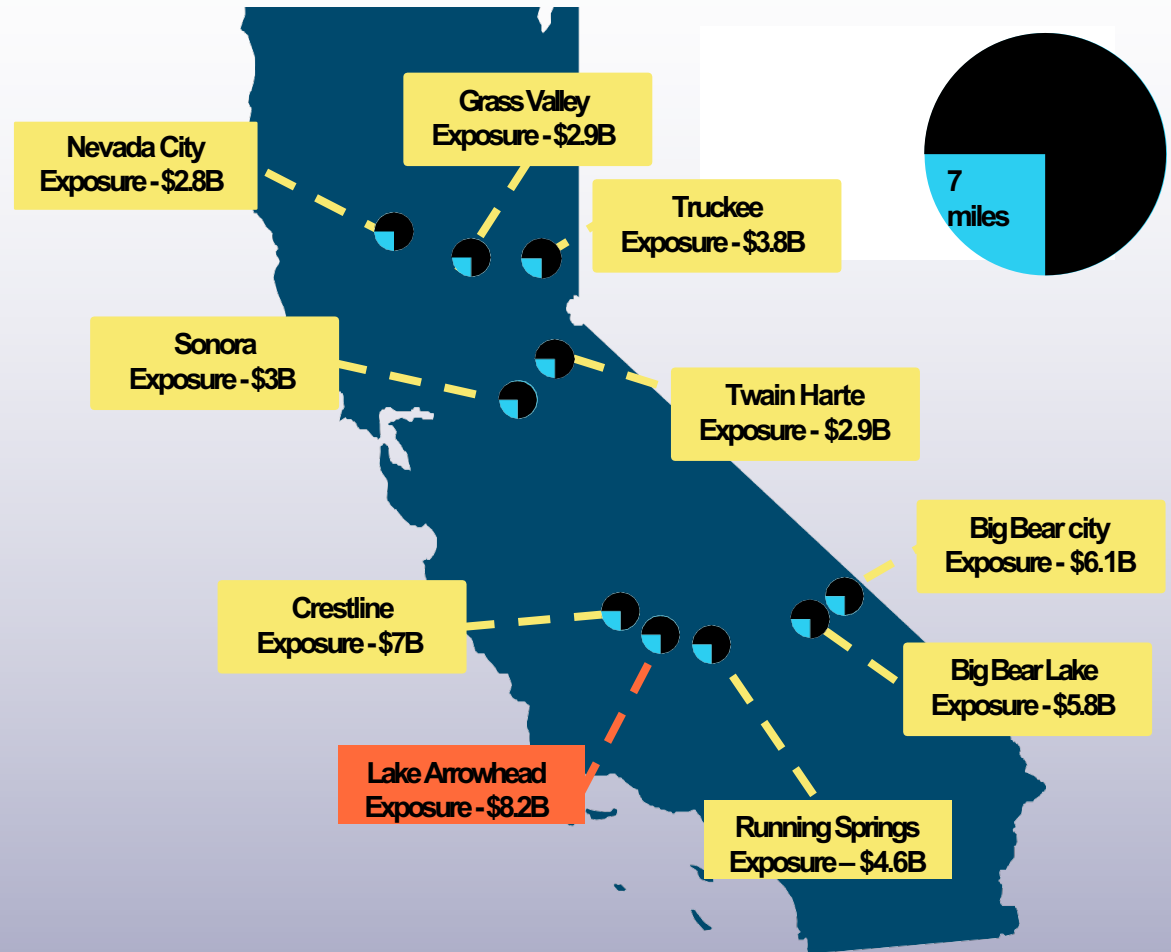 Grass Valley
Exposure - $2.9B
Nevada City
Exposure - $2.8B
7
miles
Truckee
Exposure - $3.8B
Sonora
Exposure - $3B
Twain Harte
Exposure - $2.9B
Big Bear city
Exposure - $6.1B
Crestline
Exposure - $7B
Big Bear Lake
Exposure - $5.8B
Lake Arrowhead
Exposure - $8.2B
Running Springs
Exposure – $4.6B